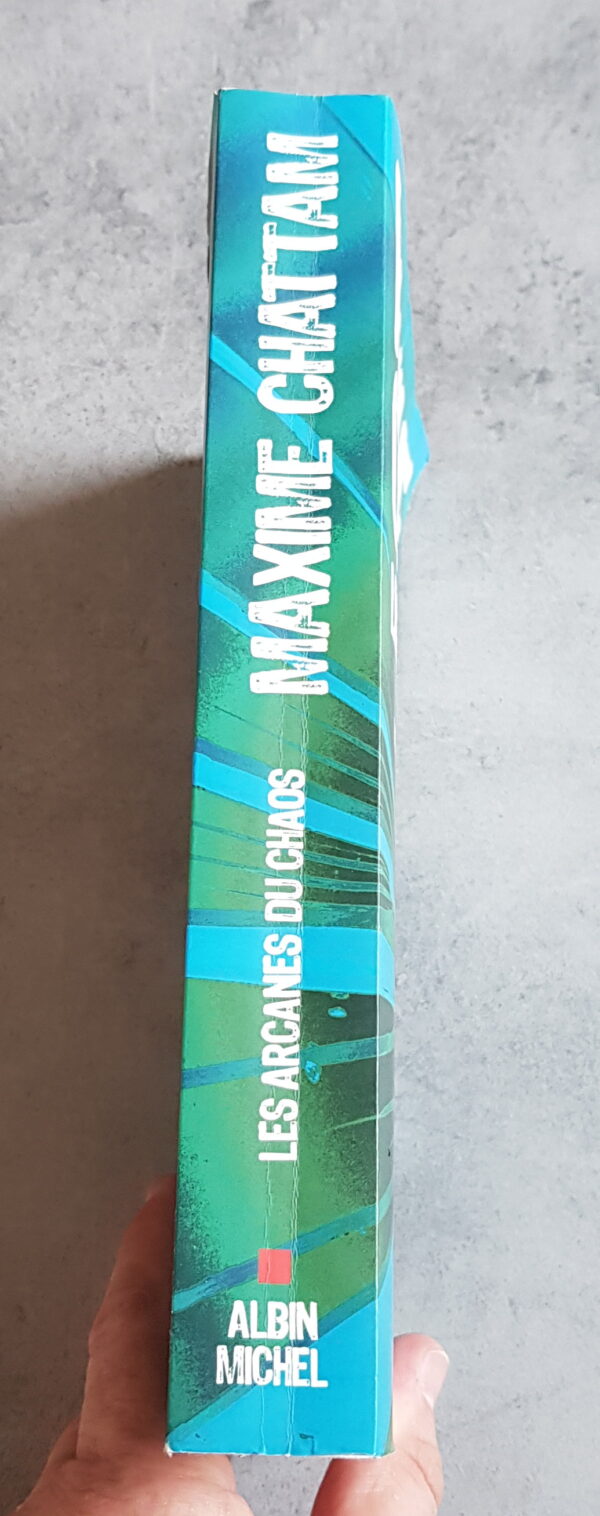 MAXIME CHATTAM
LES ARCANES DU CHAOS
ALBIN
MICHEL